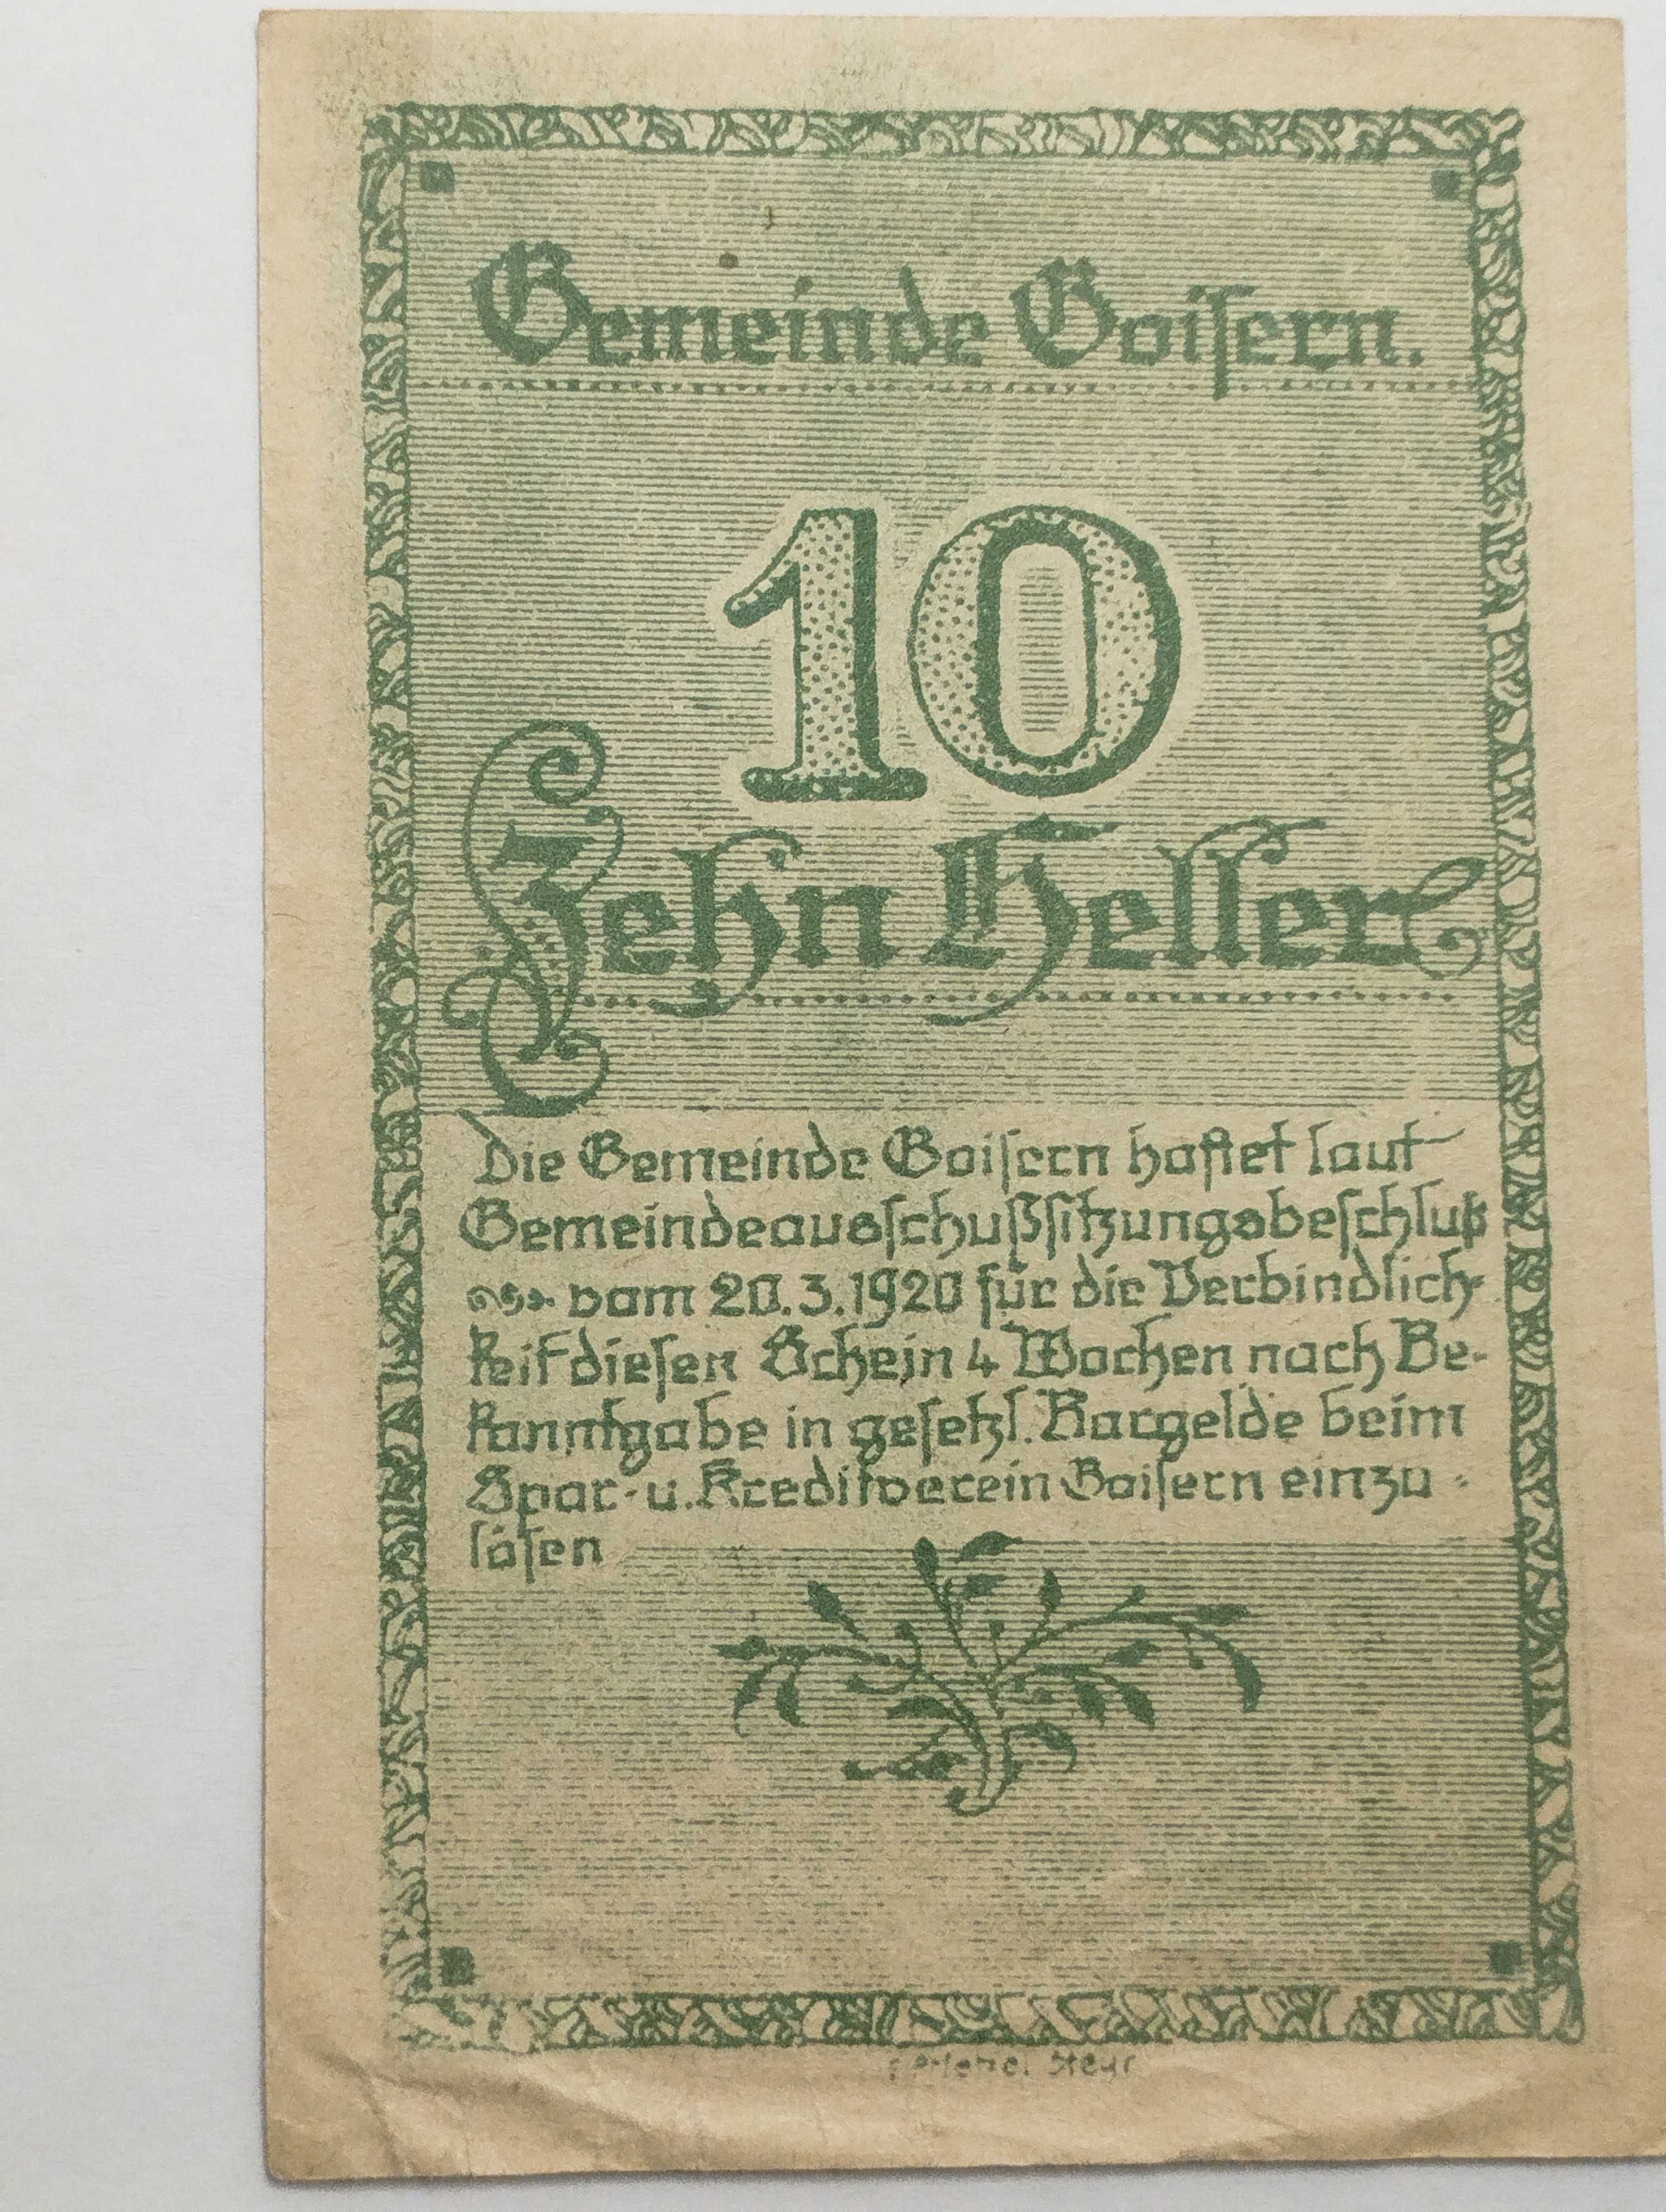 Gemeinde Goisern.
10
Zehn Heller
Die Gemeinde Goisern haftet laut
Gemeindeausschußsitzungsbeschluß
vom 20.3.1920 für die Verbindlich-
keit diesen Schein 4 Wochen nach Be-
kanntgabe in gesetzl. Bargelde beim
Spar- u. Kreditverein Goisern einzu-
lösen
Steyr